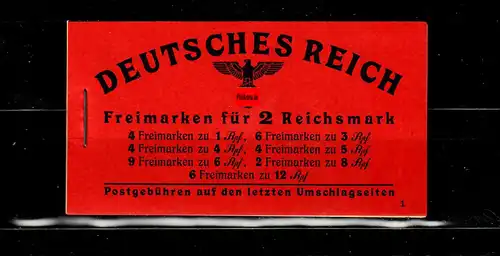 DEUTSCHES REICH
Freimarken für 2 Reichsmark
4 Freimarken zu 1 Rpf, 6 Freimarken zu 3 Rpf
4 Freimarken zu 4 Rpf, 4 Freimarken zu 5 Rpf
9 Freimarken zu 6 Rpf, 2 Freimarken zu 8 Rpf
6 Freimarken zu 12 Rpf
Postgebühren auf den letzten Umschlagseiten
1